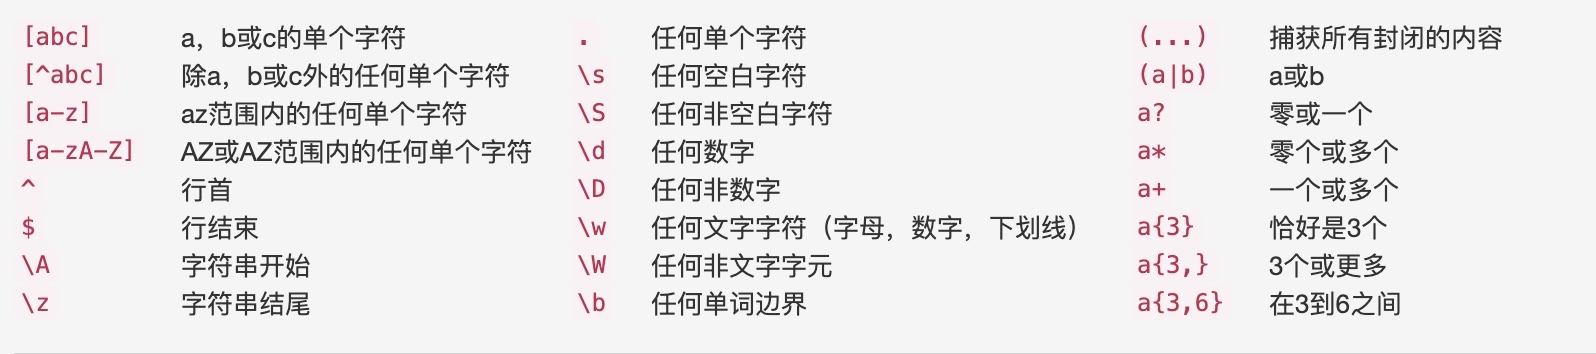 [abc] a，b或c的单个字符 . 任何单个字符 (...) 捕获所有封闭的内容
[^abc] 除a，b或c外的任何单个字符 \s 任何空白字符 (a|b) a或b
[a-z] az范围内的任何单个字符 \S 任何非空白字符 a? 零或一个
[a-zA-Z] AZ或AZ范围内的任何单个字符 \d 任何数字 a* 零个或多个
^ 行首 \D 任何非数字 a+ 一个或多个
$ 行结束 \w 任何文字字符（字母，数字，下划线） a{3} 恰好是3个
\A 字符串开始 \W 任何非文字字元 a{3,} 3个或更多
\z 字符串结尾 \b 任何单词边界 a{3,6} 在3到6之间